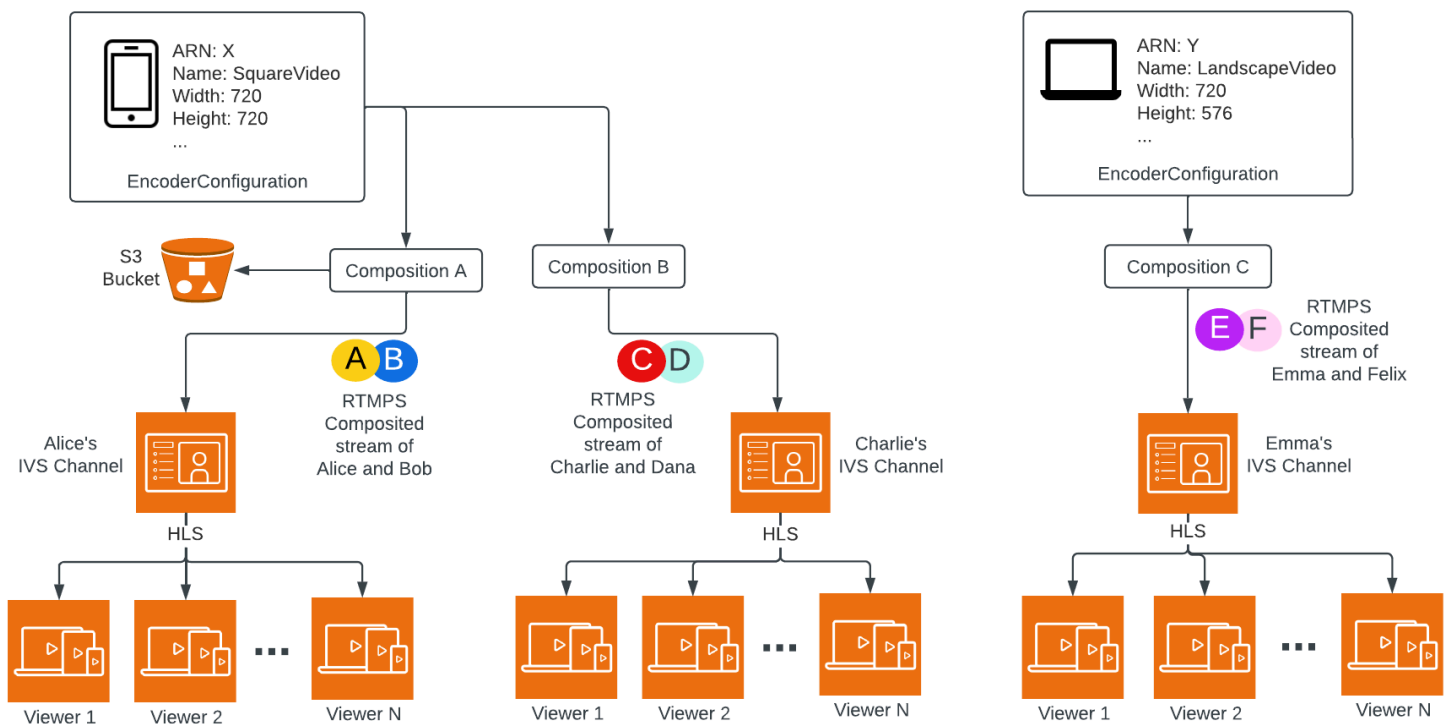 ARN: X
Name: SquareVideo
Width: 720
Height: 720
...
EncoderConfiguration
ARN: Y
Name: LandscapeVideo
Width: 720
Height: 576
...
EncoderConfiguration
S3
Bucket
Composition A
Composition B
Composition C
A B
RTMPS
Composited
stream of
Alice and Bob
C D
RTMPS
Composited
stream of
Charlie and Dana
E F
RTMPS
Composited
stream of
Emma and Felix
Alice's
IVS Channel
Charlie's
IVS Channel
Emma's
IVS Channel
HLS
HLS
HLS
Viewer 1
Viewer 2
...
Viewer N
Viewer 1
Viewer 2
...
Viewer N
Viewer 1
Viewer 2
...
Viewer N